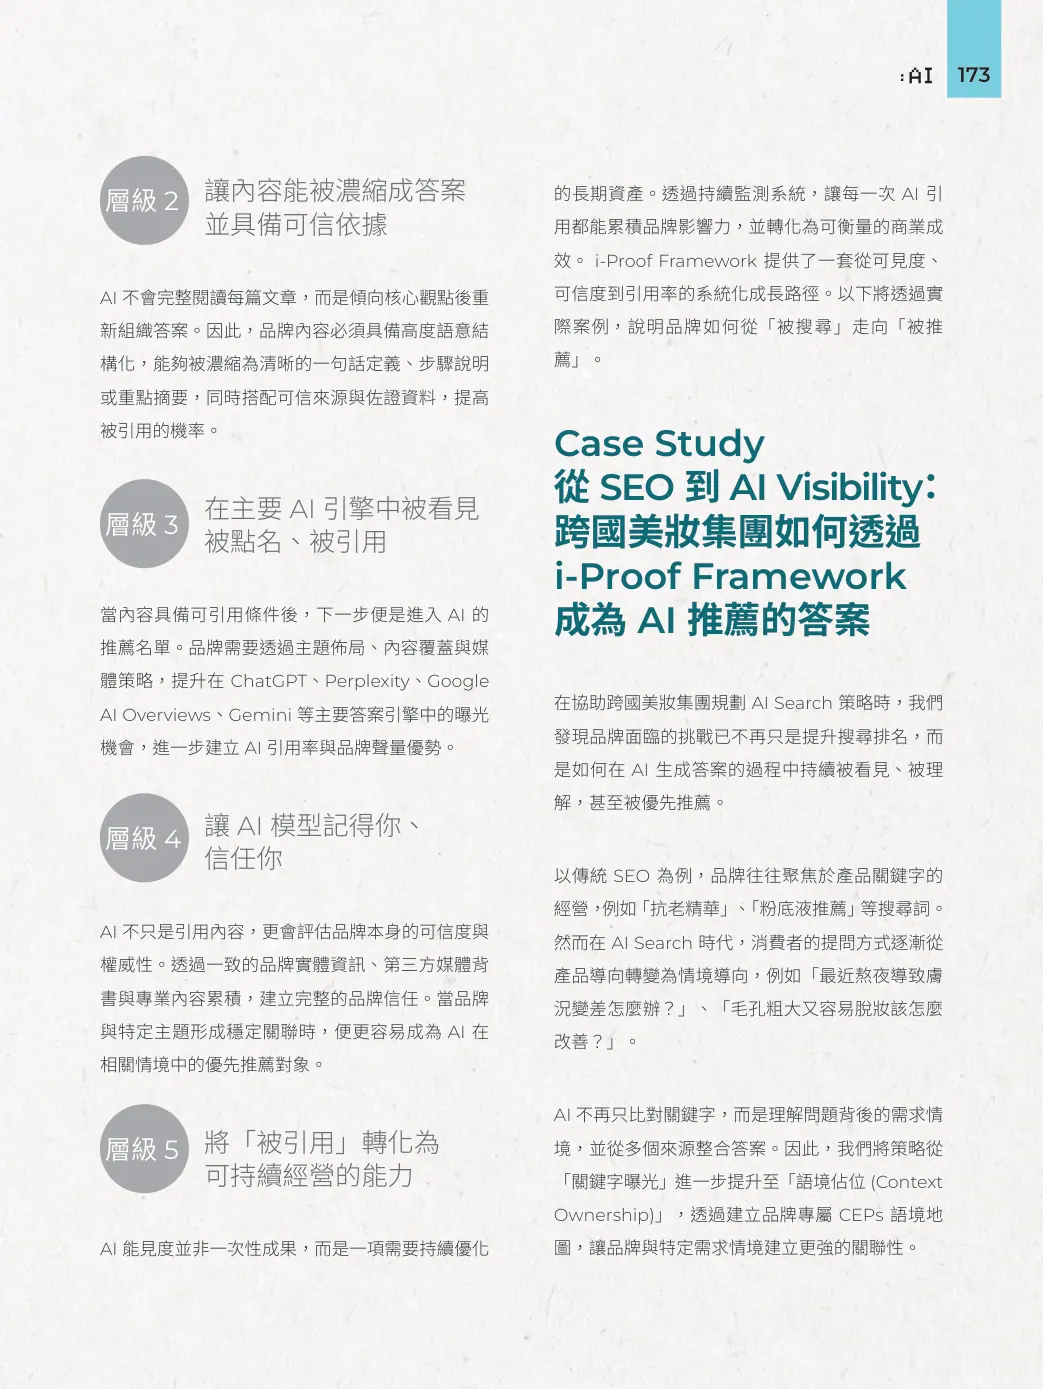 :AI 173
層級 2
讓內容能被濃縮成答案
並具備可信依據
AI 不會完整閱讀每篇文章，而是傾向核心觀點後重
新組織答案。因此，品牌內容必須具備高度語意結
構化，能夠被濃縮為清晰的一句話定義、步驟說明
或重點摘要，同時搭配可信來源與佐證資料，提高
被引用的機率。
層級 3
在主要 AI 引擎中被看見
被點名、被引用
當內容具備可引用條件後，下一步便是進入 AI 的
推薦名單。品牌需要透過主題佈局、內容覆蓋與媒
體策略，提升在 ChatGPT、Perplexity、Google
AI Overviews、Gemini 等主要答案引擎中的曝光
機會，進一步建立 AI 引用率與品牌聲量優勢。
層級 4
讓 AI 模型記得你、
信任你
AI 不只是引用內容，更會評估品牌本身的可信度與
權威性。透過一致的品牌實體資訊、第三方媒體背
書與專業內容累積，建立完整的品牌信任。當品牌
與特定主題形成穩定關聯時，便更容易成為 AI 在
相關情境中的優先推薦對象。
層級 5
將「被引用」轉化為
可持續經營的能力
AI 能見度並非一次性成果，而是一項需要持續優化
的長期資產。透過持續監測系統，讓每一次 AI 引
用都能累積品牌影響力，並轉化為可衡量的商業成
效。 i-Proof Framework 提供了一套從可見度、
可信度到引用率的系統化成長路徑。以下將透過實
際案例，說明品牌如何從「被搜尋」走向「被推
薦」。
Case Study
從 SEO 到 AI Visibility：
跨國美妝集團如何透過
i-Proof Framework
成為 AI 推薦的答案
在協助跨國美妝集團規劃 AI Search 策略時，我們
發現品牌面臨的挑戰已不再只是提升搜尋排名，而
是如何在 AI 生成答案的過程中持續被看見、被理
解，甚至被優先推薦。
以傳統 SEO 為例，品牌往往聚焦於產品關鍵字的
經營，例如「抗老精華」、「粉底液推薦」等搜尋詞。
然而在 AI Search 時代，消費者的提問方式逐漸從
產品導向轉變為情境導向，例如「最近熬夜導致膚
況變差怎麼辦？」、「毛孔粗大又容易脫妝該怎麼
改善？」。
AI 不再只比對關鍵字，而是理解問題背後的需求情
境，並從多個來源整合答案。因此，我們將策略從
「關鍵字曝光」進一步提升至「語境佔位 (Context
Ownership)」，透過建立品牌專屬 CEPs 語境地
圖，讓品牌與特定需求情境建立更強的關聯性。